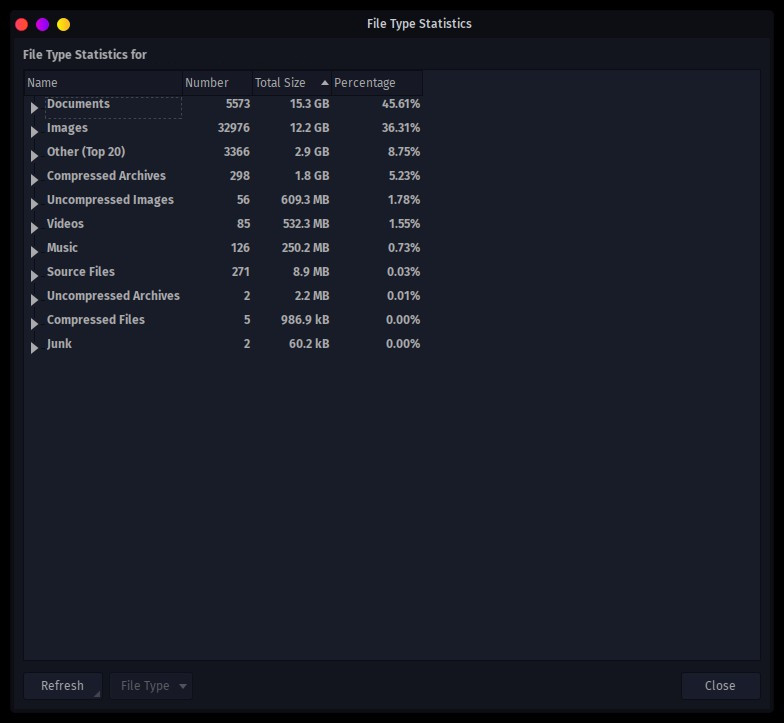 File Type Statistics
File Type Statistics for
Name Number Total Size Percentage
Documents 5573 15.3 GB 45.61%
Images 32976 12.2 GB 36.31%
Other (Top 20) 3366 2.9 GB 8.75%
Compressed Archives 298 1.8 GB 5.23%
Uncompressed Images 56 609.3 MB 1.78%
Videos 85 532.3 MB 1.55%
Music 126 250.2 MB 0.73%
Source Files 271 8.9 MB 0.03%
Uncompressed Archives 2 2.2 MB 0.01%
Compressed Files 5 986.9 kB 0.00%
Junk 2 60.2 kB 0.00%
Refresh File Type Close